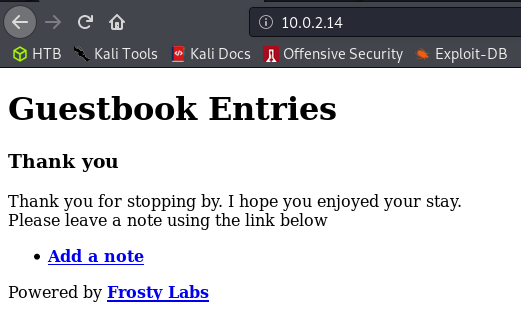 10.0.2.14
HTB Kali Tools Kali Docs Offensive Security Exploit-DB
Guestbook Entries
Thank you
Thank you for stopping by. I hope you enjoyed your stay.
Please leave a note using the link below
Add a note
Powered by Frosty Labs